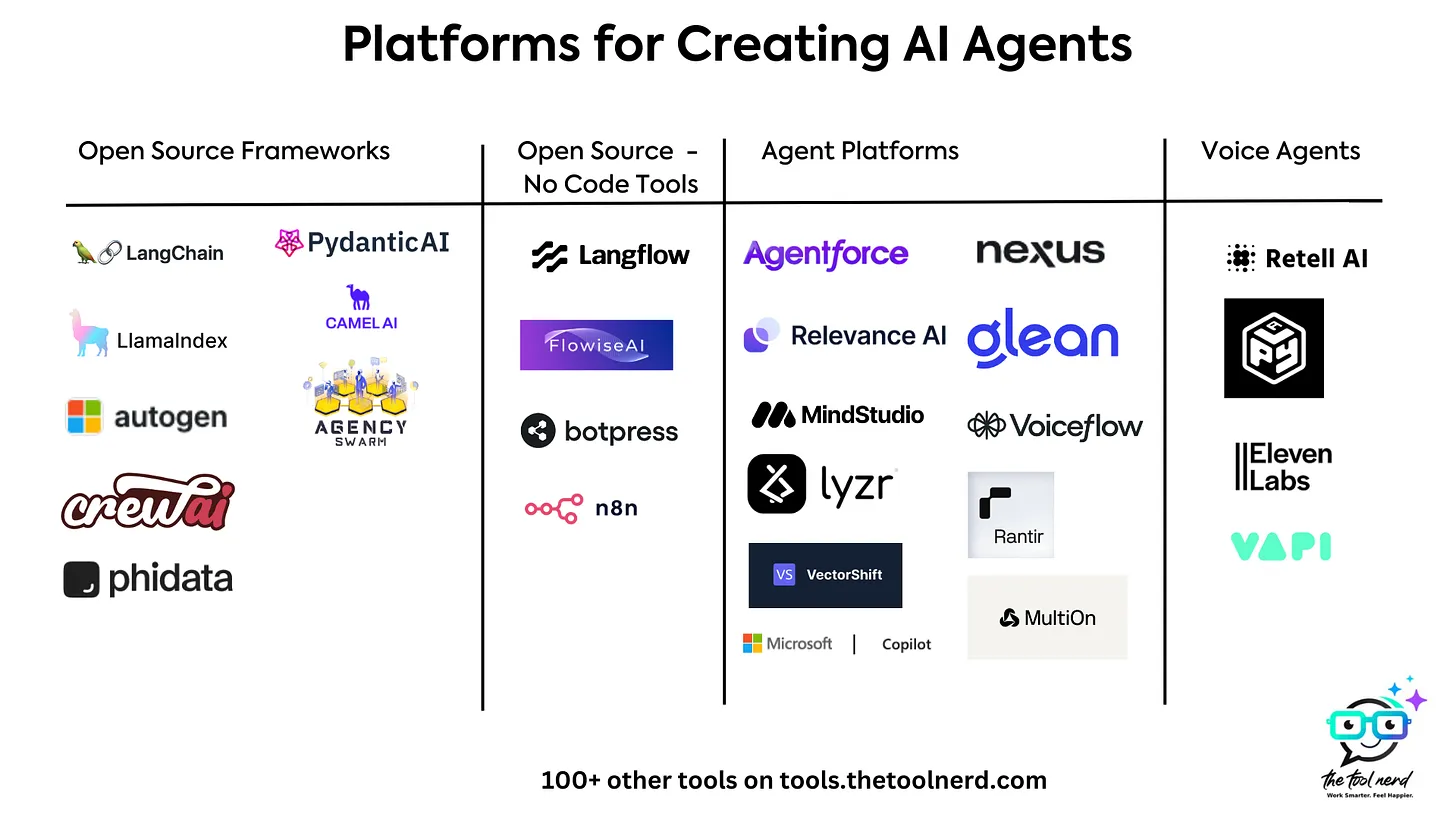 Platforms for Creating AI Agents
Open Source Frameworks
LangChain
PydanticAI
CAMEL AI
LlamaIndex
autogen
AGENCY
SWARM
crewai
phidata
Open Source -
No Code Tools
Langflow
FlowiseAI
botpress
n8n
Agent Platforms
Agentforce
nexus
Relevance AI
glean
MindStudio
Voiceflow
lyzr
Rantir
VS VectorShift
MultiOn
Microsoft | Copilot
Voice Agents
Retell AI
||Eleven
Labs
VAPI
100+ other tools on tools.thetoolnerd.com
the tool nerd
Work Smarter. Feel Happier.